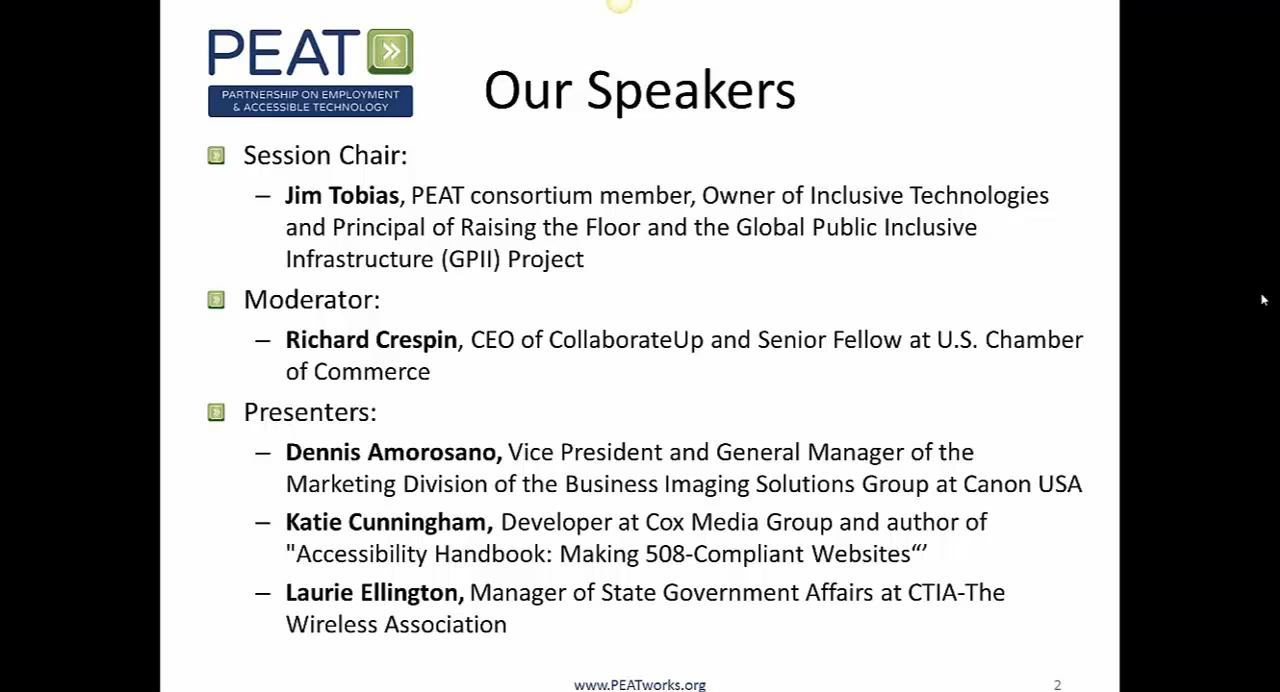 PEAT
PARTNERSHIP ON EMPLOYMENT
& ACCESSIBLE TECHNOLOGY
Our Speakers
Session Chair:
– Jim Tobias, PEAT consortium member, Owner of Inclusive Technologies
and Principal of Raising the Floor and the Global Public Inclusive
Infrastructure (GPII) Project
Moderator:
– Richard Crespin, CEO of CollaborateUp and Senior Fellow at U.S. Chamber
of Commerce
Presenters:
– Dennis Amorosano, Vice President and General Manager of the
Marketing Division of the Business Imaging Solutions Group at Canon USA
– Katie Cunningham, Developer at Cox Media Group and author of
"Accessibility Handbook: Making 508-Compliant Websites“’
– Laurie Ellington, Manager of State Government Affairs at CTIA-The
Wireless Association
www.PEATworks.org
2